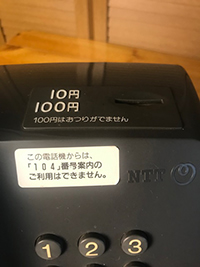 10円
100円
100円はおつりがでません
この電話機からは、
「104」番号案内の
ご利用はできません。
NTT
1 2 3